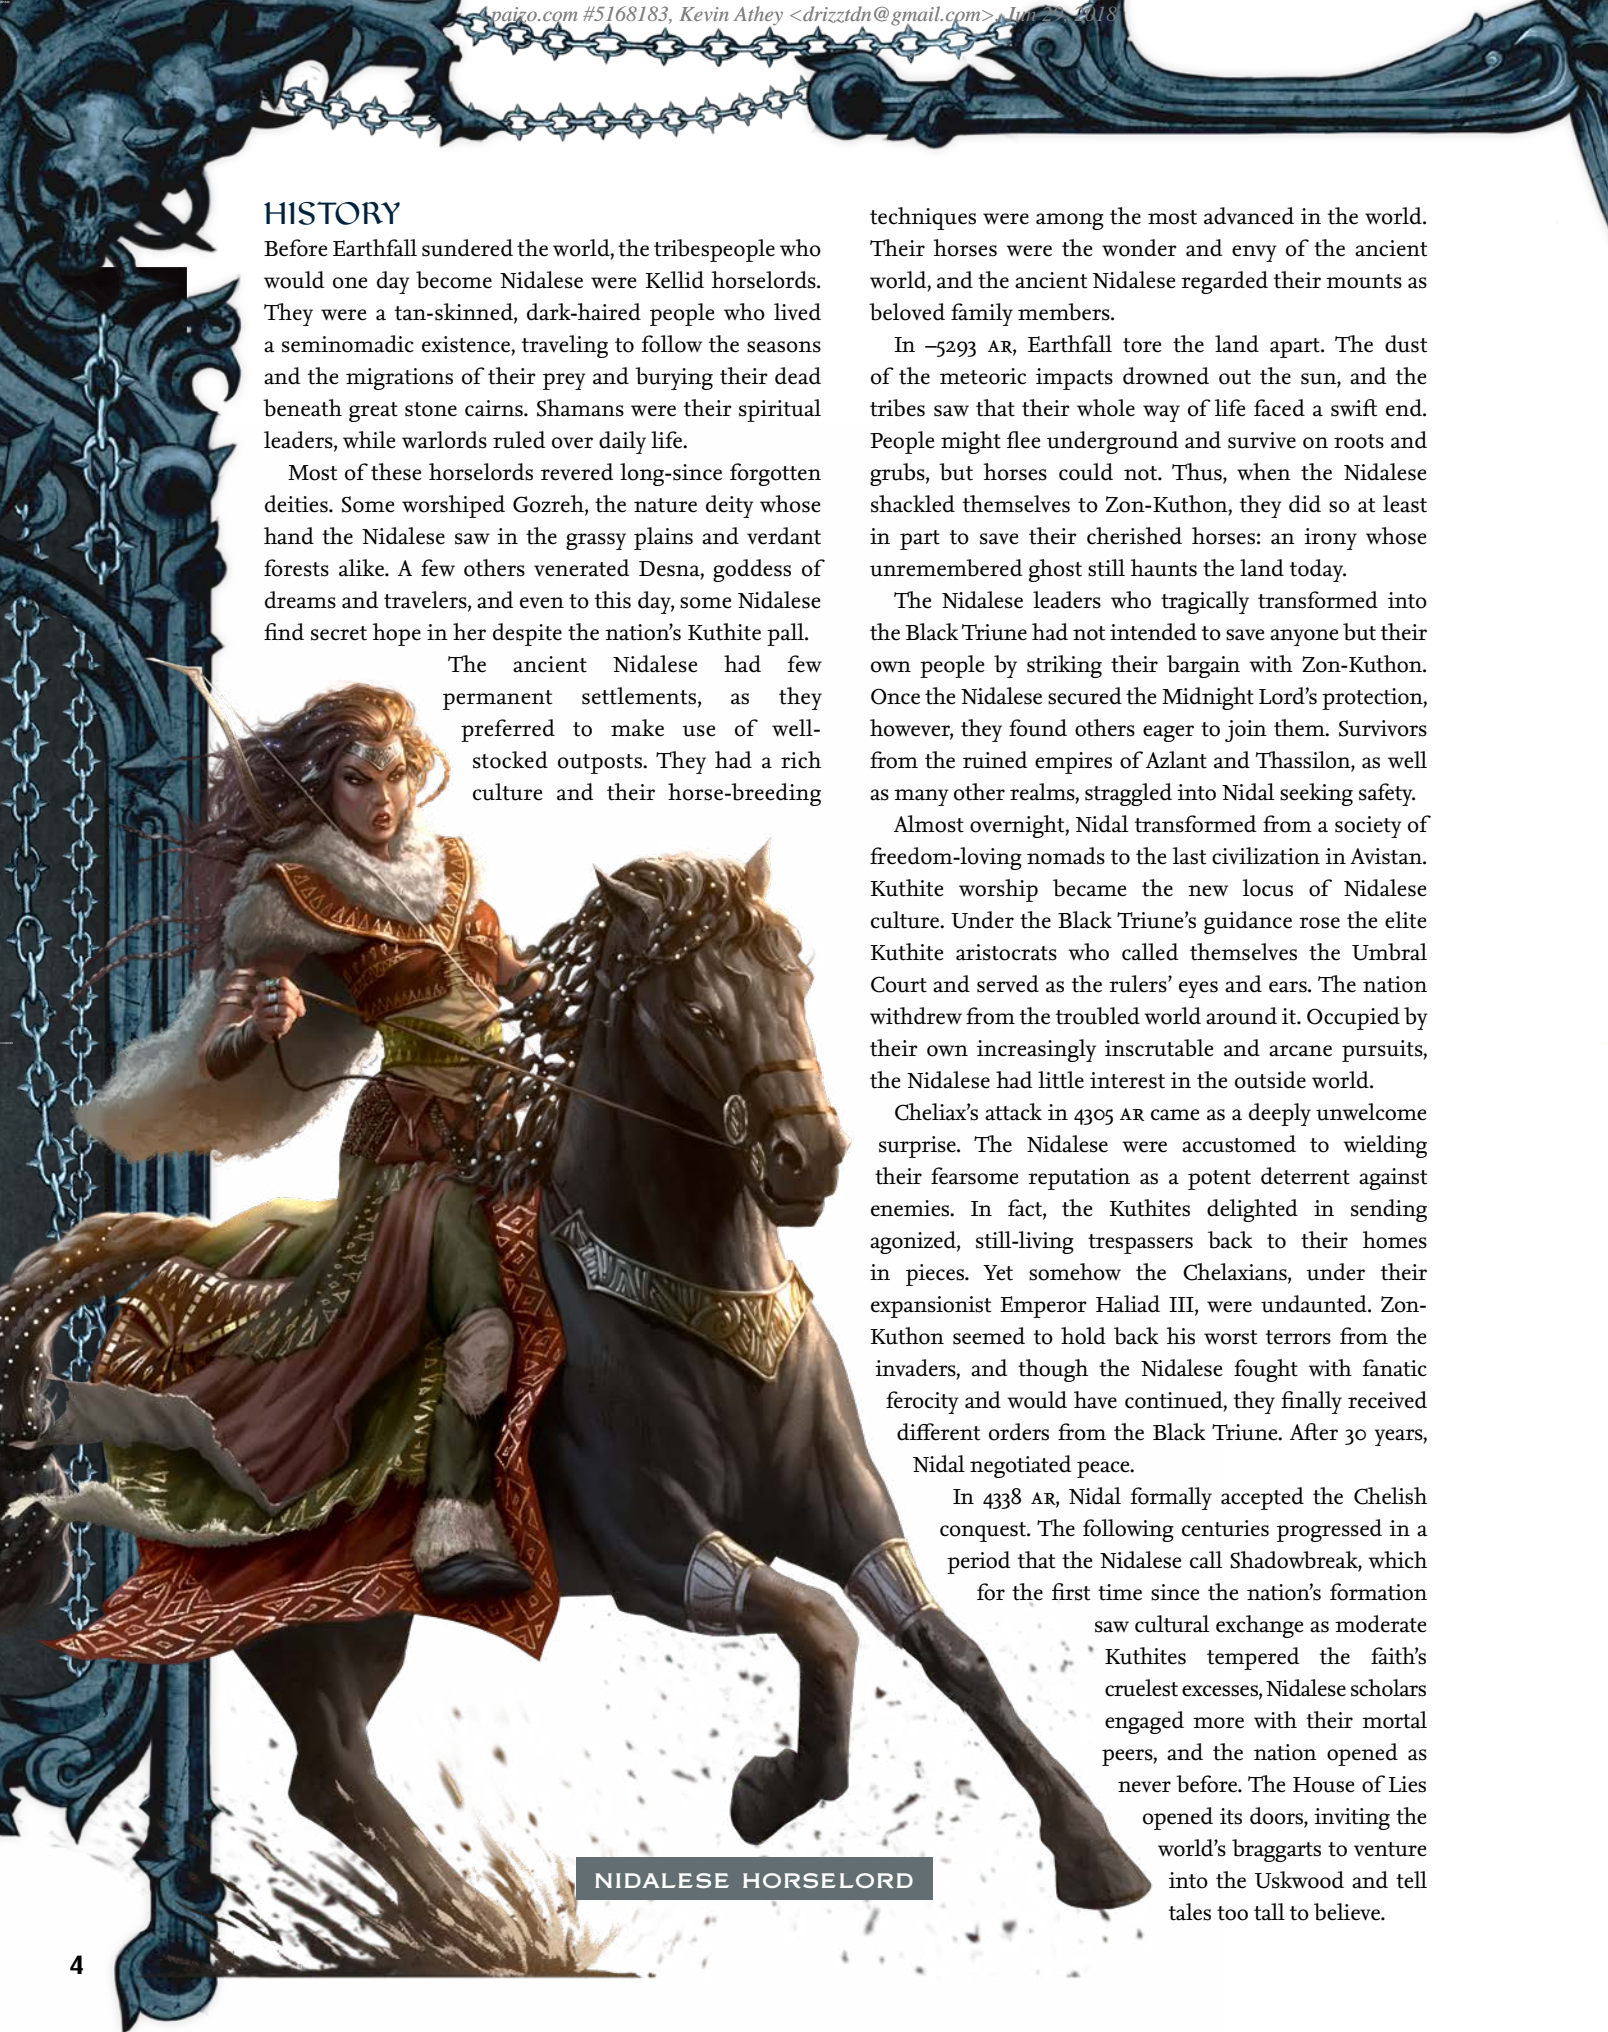 paizo.com #5168183, Kevin Athey <drizztdn@gmail.com>, Jun 29, 2018
HISTORY
Before Earthfall sundered the world, the tribespeople who
would one day become Nidalese were Kellid horselords.
They were a tan-skinned, dark-haired people who lived
a seminomadic existence, traveling to follow the seasons
and the migrations of their prey and burying their dead
beneath great stone cairns. Shamans were their spiritual
leaders, while warlords ruled over daily life.
Most of these horselords revered long-since forgotten
deities. Some worshiped Gozreh, the nature deity whose
hand the Nidalese saw in the grassy plains and verdant
forests alike. A few others venerated Desna, goddess of
dreams and travelers, and even to this day, some Nidalese
find secret hope in her despite the nation's Kuthite pall.
The ancient Nidalese had few
permanent settlements, as they
preferred to make use of well-
stocked outposts. They had a rich
culture and their horse-breeding
techniques were among the most advanced in the world.
Their horses were the wonder and envy of the ancient
world, and the ancient Nidalese regarded their mounts as
beloved family members.
In –5293 AR, Earthfall tore the land apart. The dust
of the meteoric impacts drowned out the sun, and the
tribes saw that their whole way of life faced a swift end.
People might flee underground and survive on roots and
grubs, but horses could not. Thus, when the Nidalese
shackled themselves to Zon-Kuthon, they did so at least
in part to save their cherished horses: an irony whose
unremembered ghost still haunts the land today.
The Nidalese leaders who tragically transformed into
the Black Triune had not intended to save anyone but their
own people by striking their bargain with Zon-Kuthon.
Once the Nidalese secured the Midnight Lord's protection,
however, they found others eager to join them. Survivors
from the ruined empires of Azlant and Thassilon, as well
as many other realms, straggled into Nidal seeking safety.
Almost overnight, Nidal transformed from a society of
freedom-loving nomads to the last civilization in Avistan.
Kuthite worship became the new locus of Nidalese
culture. Under the Black Triune's guidance rose the elite
Kuthite aristocrats who called themselves the Umbral
Court and served as the rulers' eyes and ears. The nation
withdrew from the troubled world around it. Occupied by
their own increasingly inscrutable and arcane pursuits,
the Nidalese had little interest in the outside world.
Cheliax's attack in 4305 AR came as a deeply unwelcome
surprise. The Nidalese were accustomed to wielding
their fearsome reputation as a potent deterrent against
enemies. In fact, the Kuthites delighted in sending
agonized, still-living trespassers back to their homes
in pieces. Yet somehow the Chelaxians, under their
expansionist Emperor Haliad III, were undaunted. Zon-
Kuthon seemed to hold back his worst terrors from the
invaders, and though the Nidalese fought with fanatic
ferocity and would have continued, they finally received
different orders from the Black Triune. After 30 years,
Nidal negotiated peace.
In 4338 AR, Nidal formally accepted the Chelish
conquest. The following centuries progressed in a
period that the Nidalese call Shadowbreak, which
for the first time since the nation's formation
saw cultural exchange as moderate
Kuthites tempered the faith's
cruelest excesses, Nidalese scholars
engaged more with their mortal
peers, and the nation opened as
never before. The House of Lies
opened its doors, inviting the
world's braggarts to venture
into the Uskwood and tell
tales too tall to believe.
NIDALESE HORSELORD
4